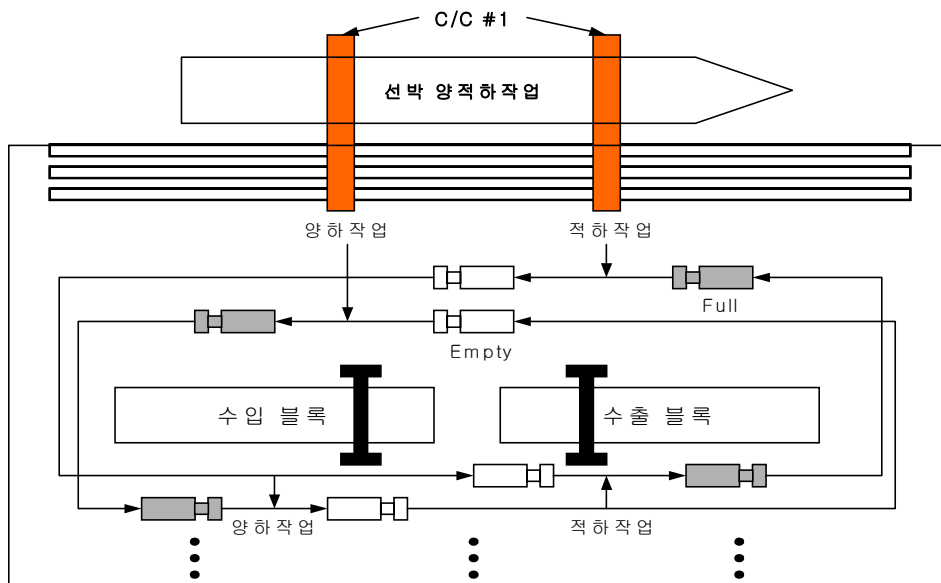 C/C #1
선박 양적하작업
양하작업
적하작업
Full
Empty
수입 블록
수출 블록
양하작업
적하작업